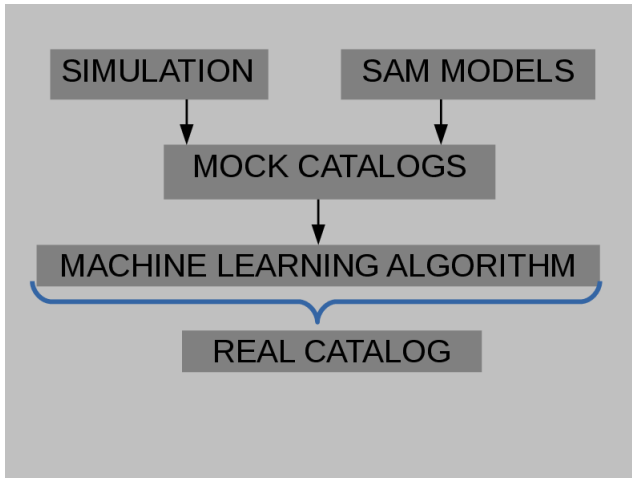 SIMULATION
SAM MODELS
MOCK CATALOGS
MACHINE LEARNING ALGORITHM
REAL CATALOG